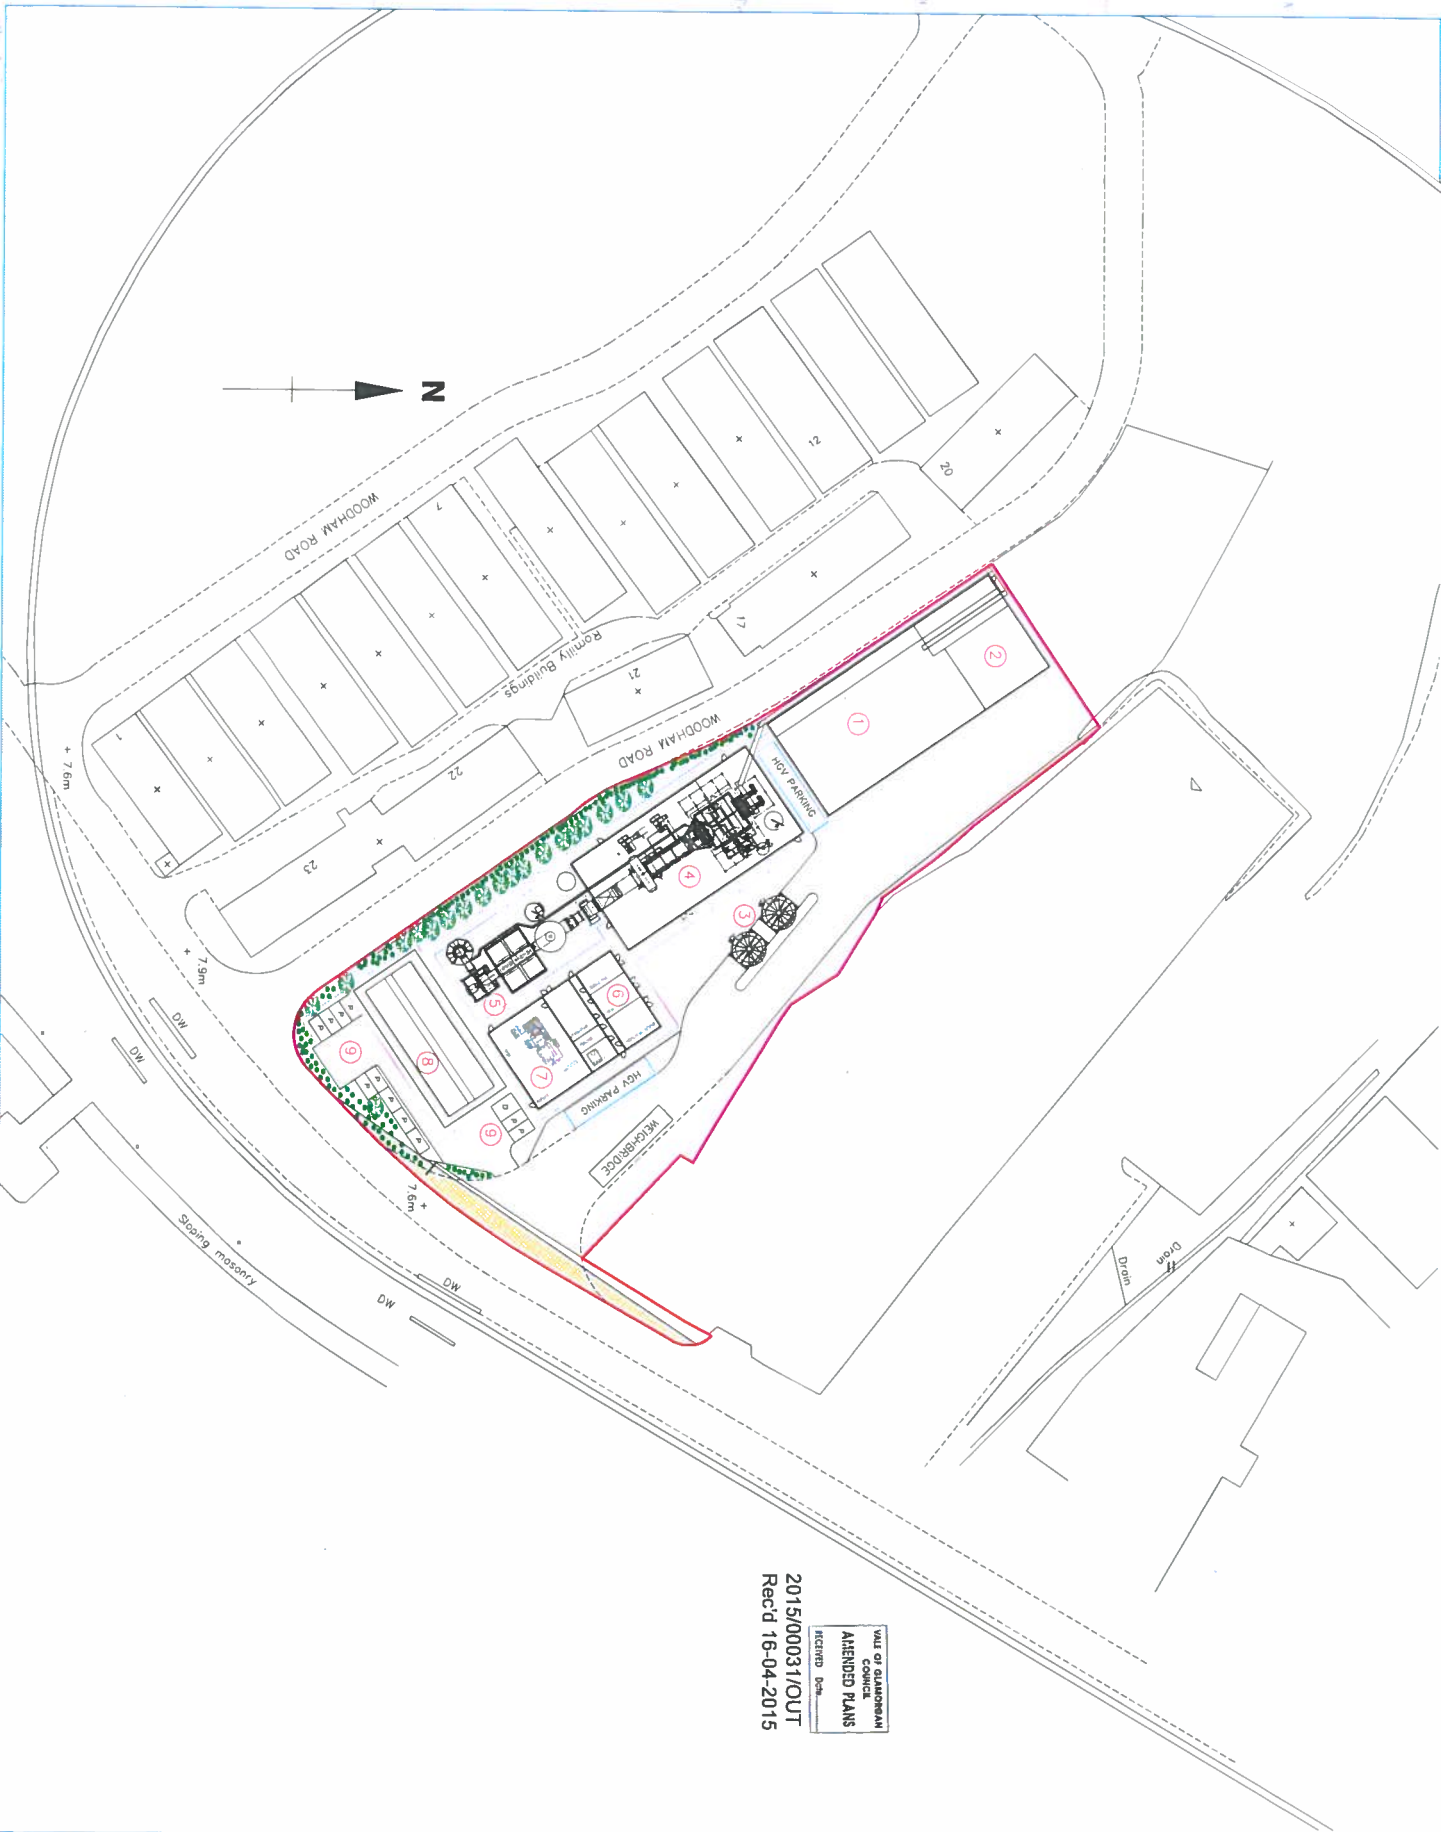 N
WOODHAM ROAD
WOODHAM ROAD
Romilly Buildings
1
7
12
17
20
21
22
23
+ 7.6m
+ 7.9m
7.6m +
DW
DW
DW
DW
Sloping masonry
Drain
Drain
HGV PARKING
HGV PARKING
WEIGHBRIDGE
1
2
3
4
5
6
7
8
9
9
P
P
P
P
P
P
P
P
P
P
P
D
P
P
VALE OF GLAMORGAN
COUNCIL
AMENDED PLANS
RECEIVED Date
2015/00031/OUT
Rec'd 16-04-2015